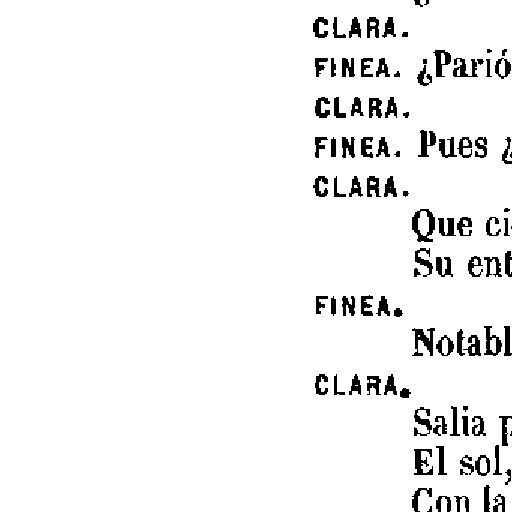 CLARA.
FINEA. ¿Parió
CLARA.
FINEA. Pues ¿
CLARA.
Que ci
Su ent
FINEA.
Notabl
CLARA.
Salia p
El sol,
Con la